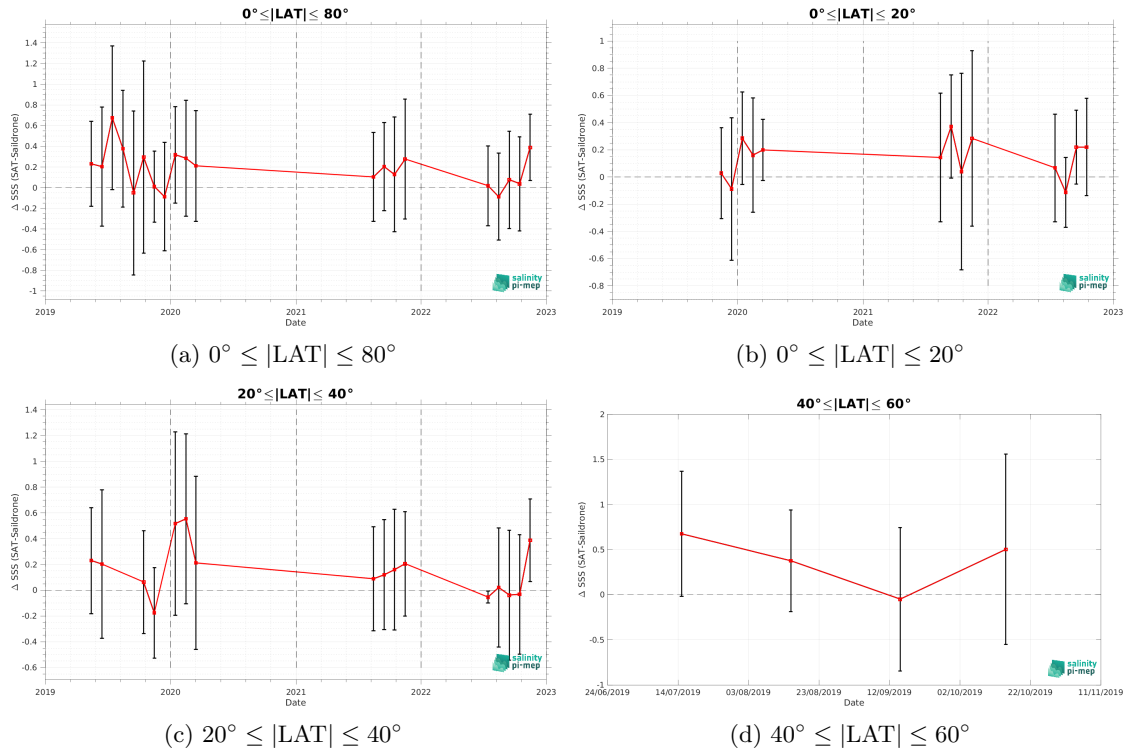 0°≤|LAT|≤ 80°
Δ SSS (SAT-Saildrone)
1.4
1.2
1
0.8
0.6
0.4
0.2
0
-0.2
-0.4
-0.6
-0.8
-1
2019
2020
2021
2022
2023
Date
salinity
pi-mep
(a) 0° ≤ |LAT| ≤ 80°
0°≤|LAT|≤ 20°
Δ SSS (SAT-Saildrone)
1
0.8
0.6
0.4
0.2
0
-0.2
-0.4
-0.6
-0.8
2019
2020
2021
2022
2023
Date
salinity
pi-mep
(b) 0° ≤ |LAT| ≤ 20°
20°≤|LAT|≤ 40°
Δ SSS (SAT-Saildrone)
1.4
1.2
1
0.8
0.6
0.4
0.2
0
-0.2
-0.4
-0.6
2019
2020
2021
2022
2023
Date
salinity
pi-mep
(c) 20° ≤ |LAT| ≤ 40°
40°≤|LAT|≤ 60°
Δ SSS (SAT-Saildrone)
2
1.5
1
0.5
0
-0.5
-1
24/06/2019
14/07/2019
03/08/2019
23/08/2019
12/09/2019
02/10/2019
22/10/2019
11/11/2019
Date
salinity
pi-mep
(d) 40° ≤ |LAT| ≤ 60°